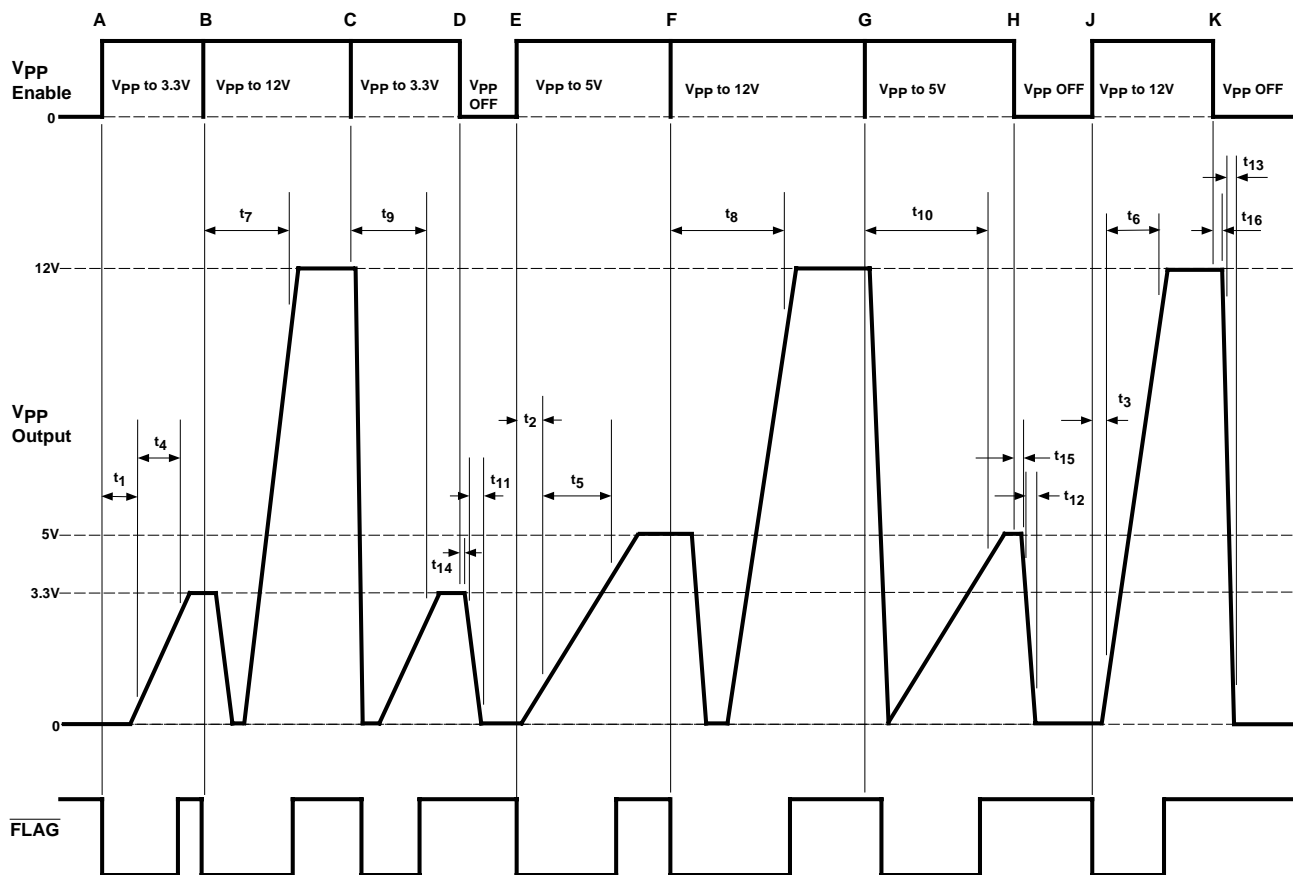 A B C D E F G H J K
VPP Enable
VPP to 3.3V VPP to 12V VPP to 3.3V VPP OFF VPP to 5V VPP to 12V VPP to 5V VPP OFF VPP to 12V VPP OFF
0
t13
t7 t9 t8 t10 t6 t16
12V
VPP Output
t4 t2 t3
t1 t11 t5 t15
t12
5V
t14
3.3V
0
FLAG